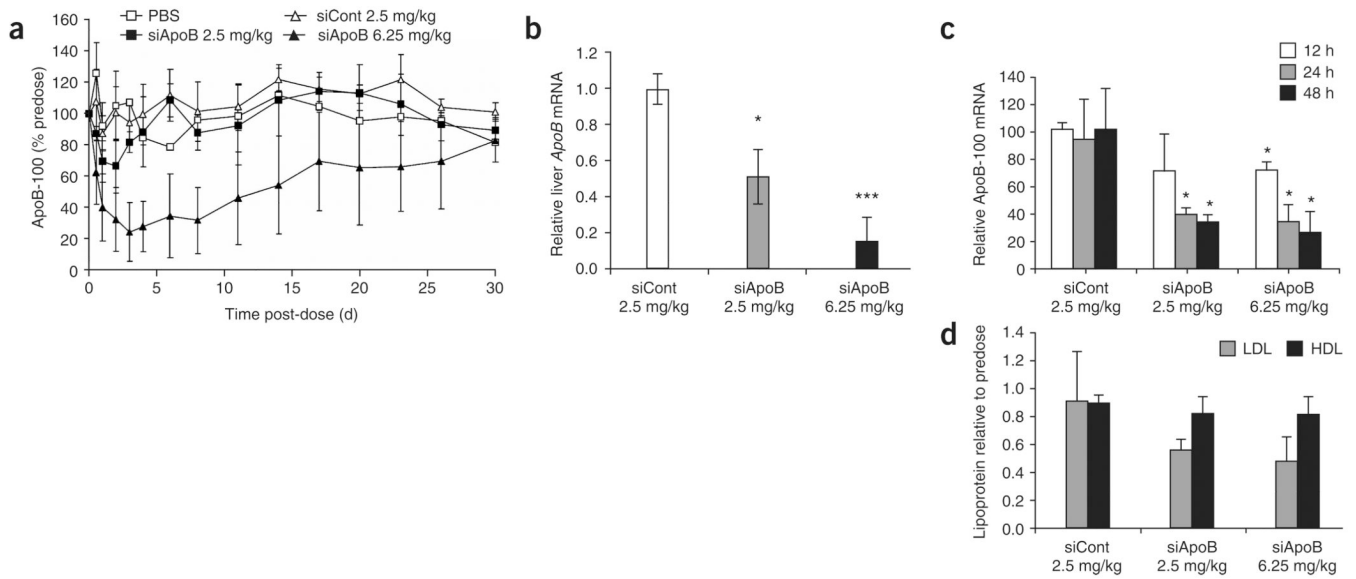 a
PBS
siCont 2.5 mg/kg
siApoB 2.5 mg/kg
siApoB 6.25 mg/kg
ApoB-100 (% predose)
160
140
120
100
80
60
40
20
0
0 5 10 15 20 25 30
Time post-dose (d)
b
Relative liver ApoB mRNA
1.2
1.0
0.8
0.6
0.4
0.2
0.0
*
***
siCont siApoB siApoB
2.5 mg/kg 2.5 mg/kg 6.25 mg/kg
c
12 h
24 h
48 h
Relative ApoB-100 mRNA
140
120
100
80
60
40
20
0
* * * * *
siCont siApoB siApoB
2.5 mg/kg 2.5 mg/kg 6.25 mg/kg
d
LDL HDL
Lipoprotein relative to predose
1.4
1.2
1.0
0.8
0.6
0.4
0.2
0.0
siCont siApoB siApoB
2.5 mg/kg 2.5 mg/kg 6.25 mg/kg